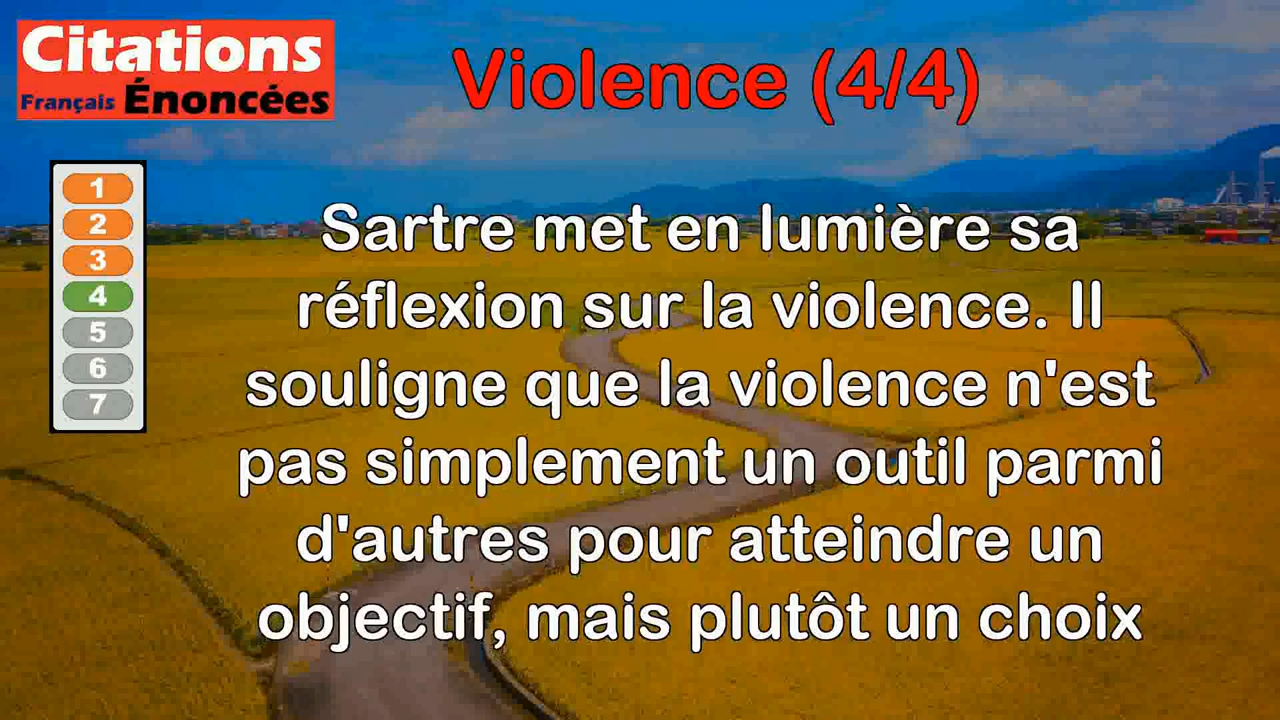 Citations
Français Énoncées
Violence (4/4)
1
2
3
4
5
6
7
Sartre met en lumière sa
réflexion sur la violence. Il
souligne que la violence n'est
pas simplement un outil parmi
d'autres pour atteindre un
objectif, mais plutôt un choix